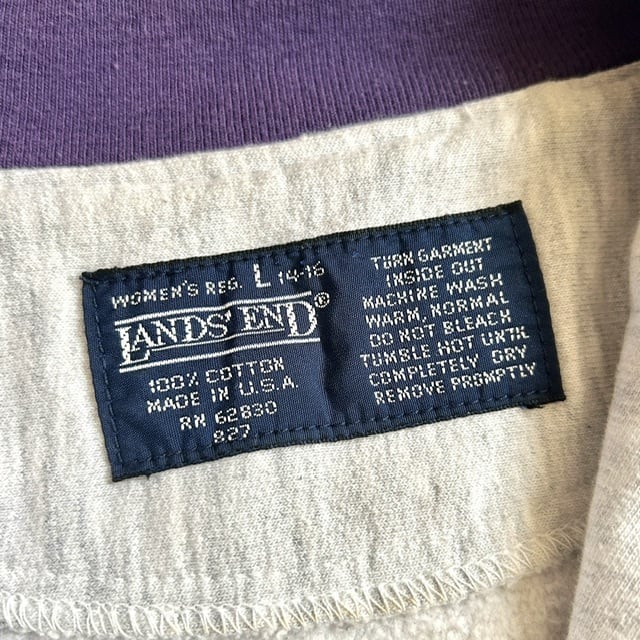 WOMEN'S REG. L 14-16
LANDS' END®
100% COTTON
MADE IN U.S.A.
RN 62830
827
TURN GARMENT
INSIDE OUT
MACHINE WASH
WARM, NORMAL
DO NOT BLEACH
TUMBLE HOT UNTIL
COMPLETELY DRY
REMOVE PROMPTLY